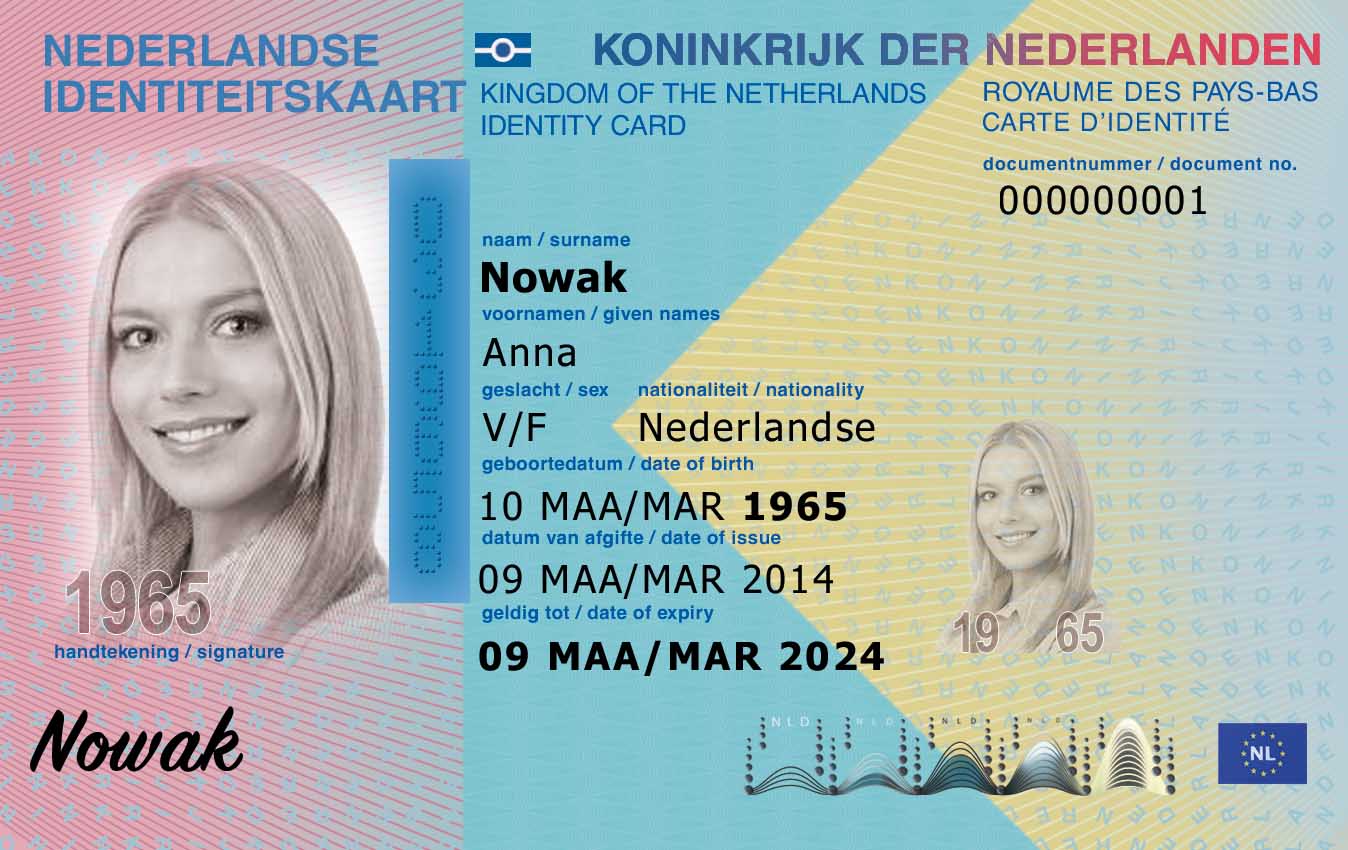 NEDERLANDSE
IDENTITEITSKAART
KONINKRIJK DER NEDERLANDEN
KINGDOM OF THE NETHERLANDS
IDENTITY CARD
ROYAUME DES PAYS-BAS
CARTE D'IDENTITÉ
documentnummer / document no.
000000001
naam / surname
Nowak
voornamen / given names
Anna
geslacht / sex nationaliteit / nationality
V/F Nederlandse
geboortedatum / date of birth
10 MAA/MAR 1965
datum van afgifte / date of issue
09 MAA/MAR 2014
geldig tot / date of expiry
09 MAA/MAR 2024
1965
handtekening / signature
Nowak
19 65
NLD NLD NLD NLD
NL